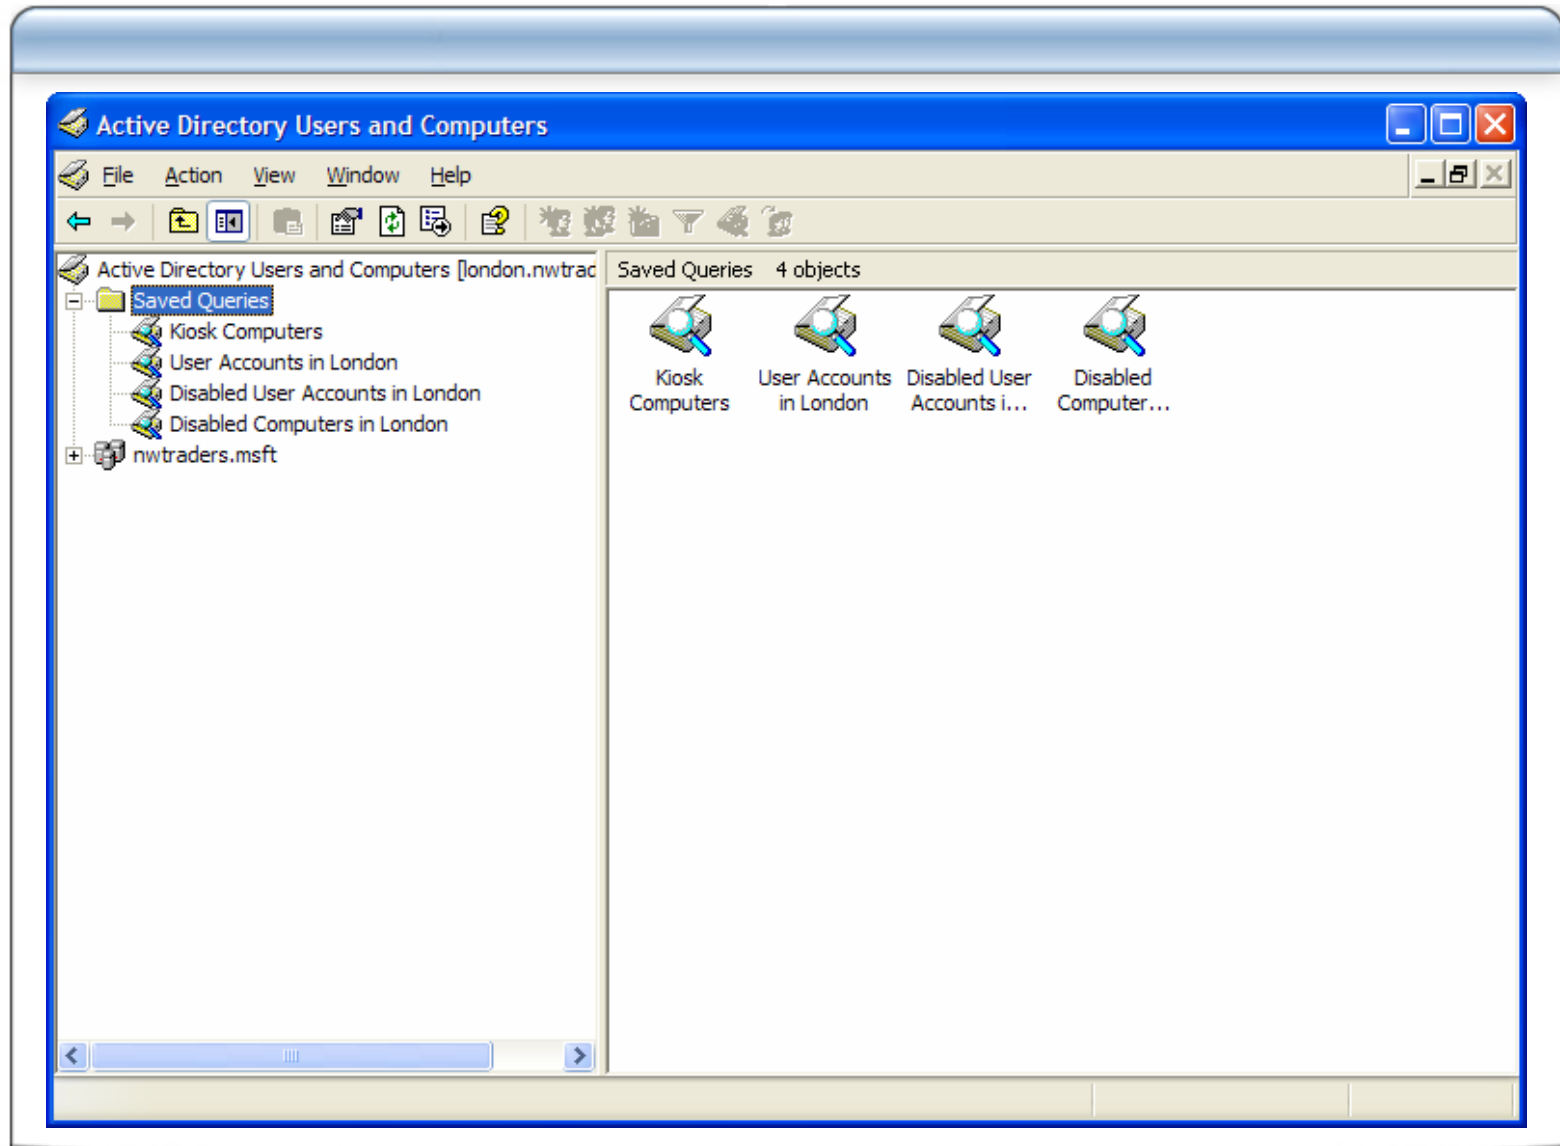 Active Directory Users and Computers
File Action View Window Help
Active Directory Users and Computers [london.nwtrad
Saved Queries
Kiosk Computers
User Accounts in London
Disabled User Accounts in London
Disabled Computers in London
nwtraders.msft
Saved Queries 4 objects
Kiosk
Computers
User Accounts
in London
Disabled User
Accounts i...
Disabled
Computer...